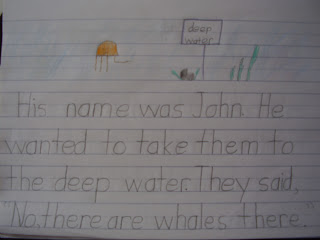 deep
water
His name was John. He
wanted to take them to
the deep water. They said,
"No, there are whales there."